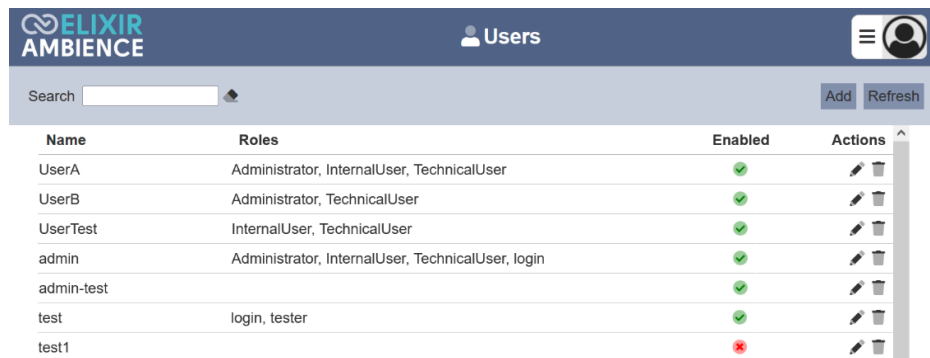 ELIXIR
AMBIENCE
Users
Search
Add Refresh
Name Roles Enabled Actions
UserA Administrator, InternalUser, TechnicalUser
UserB Administrator, TechnicalUser
UserTest InternalUser, TechnicalUser
admin Administrator, InternalUser, TechnicalUser, login
admin-test
test login, tester
test1